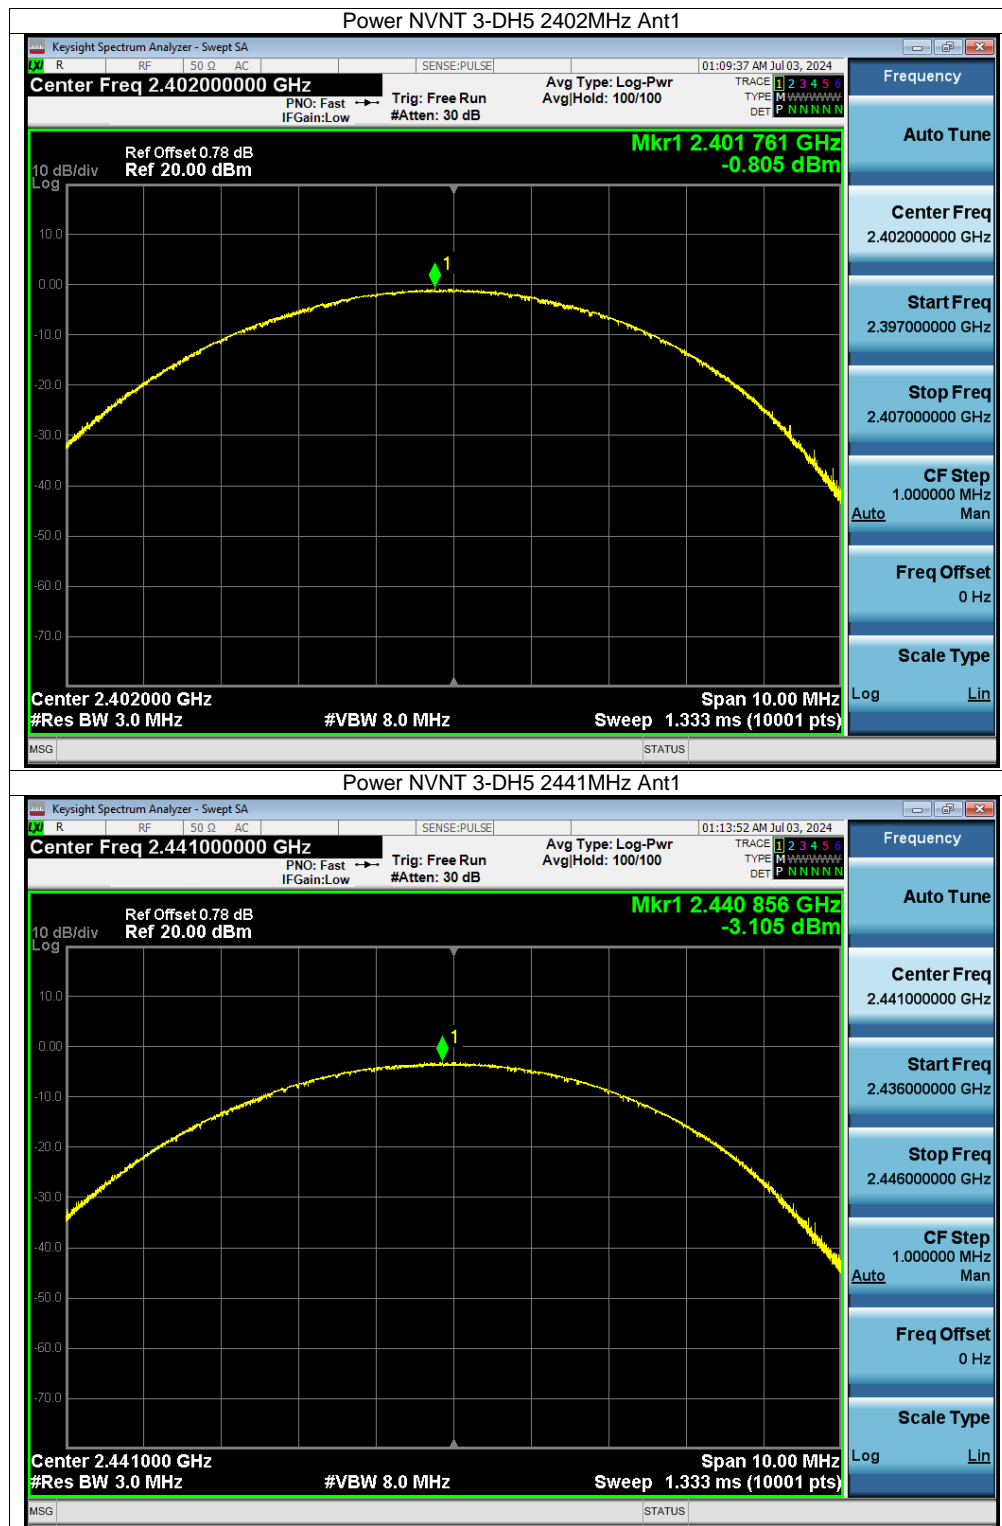 Power NVNT 3-DH5 2402MHz Ant1
Keysight Spectrum Analyzer - Swept SA
LXI R RF 50 Ω AC SENSE:PULSE 01:09:37 AM Jul 03, 2024
Center Freq 2.402000000 GHz
PNO: Fast
IFGain:Low
Trig: Free Run
#Atten: 30 dB
Avg Type: Log-Pwr
Avg|Hold: 100/100
TRACE 1 2 3 4 5 6
TYPE M WWWWW
DET P N N N N N
Mkr1 2.401 761 GHz
-0.805 dBm
Ref Offset 0.78 dB
10 dB/div Ref 20.00 dBm
Log
10.0
1
0.00
-10.0
-20.0
-30.0
-40.0
-50.0
-60.0
-70.0
Center 2.402000 GHz Span 10.00 MHz
#Res BW 3.0 MHz #VBW 8.0 MHz Sweep 1.333 ms (10001 pts)
MSG STATUS
Frequency
Auto Tune
Center Freq
2.402000000 GHz
Start Freq
2.397000000 GHz
Stop Freq
2.407000000 GHz
CF Step
1.000000 MHz
Auto Man
Freq Offset
0 Hz
Scale Type
Log Lin
Power NVNT 3-DH5 2441MHz Ant1
Keysight Spectrum Analyzer - Swept SA
LXI R RF 50 Ω AC SENSE:PULSE 01:13:52 AM Jul 03, 2024
Center Freq 2.441000000 GHz
PNO: Fast
IFGain:Low
Trig: Free Run
#Atten: 30 dB
Avg Type: Log-Pwr
Avg|Hold: 100/100
TRACE 1 2 3 4 5 6
TYPE M WWWWW
DET P N N N N N
Mkr1 2.440 856 GHz
-3.105 dBm
Ref Offset 0.78 dB
10 dB/div Ref 20.00 dBm
Log
10.0
1
0.00
-10.0
-20.0
-30.0
-40.0
-50.0
-60.0
-70.0
Center 2.441000 GHz Span 10.00 MHz
#Res BW 3.0 MHz #VBW 8.0 MHz Sweep 1.333 ms (10001 pts)
MSG STATUS
Frequency
Auto Tune
Center Freq
2.441000000 GHz
Start Freq
2.436000000 GHz
Stop Freq
2.446000000 GHz
CF Step
1.000000 MHz
Auto Man
Freq Offset
0 Hz
Scale Type
Log Lin